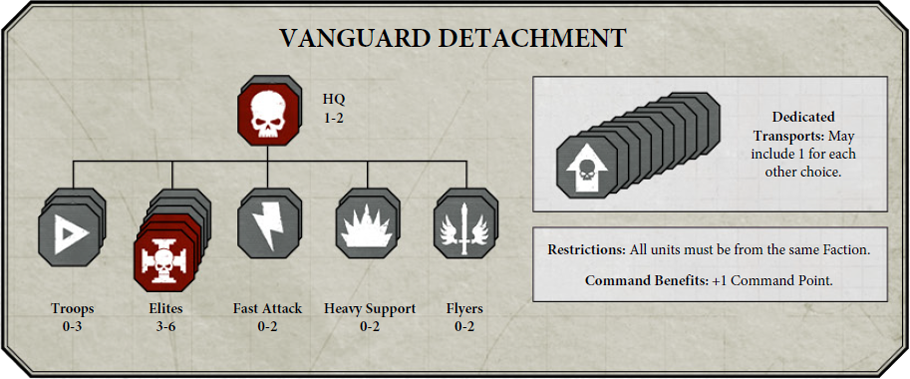 VANGUARD DETACHMENT
HQ
1-2
Troops
0-3
Elites
3-6
Fast Attack
0-2
Heavy Support
0-2
Flyers
0-2
Dedicated
Transports: May
include 1 for each
other choice.
Restrictions: All units must be from the same Faction.
Command Benefits: +1 Command Point.